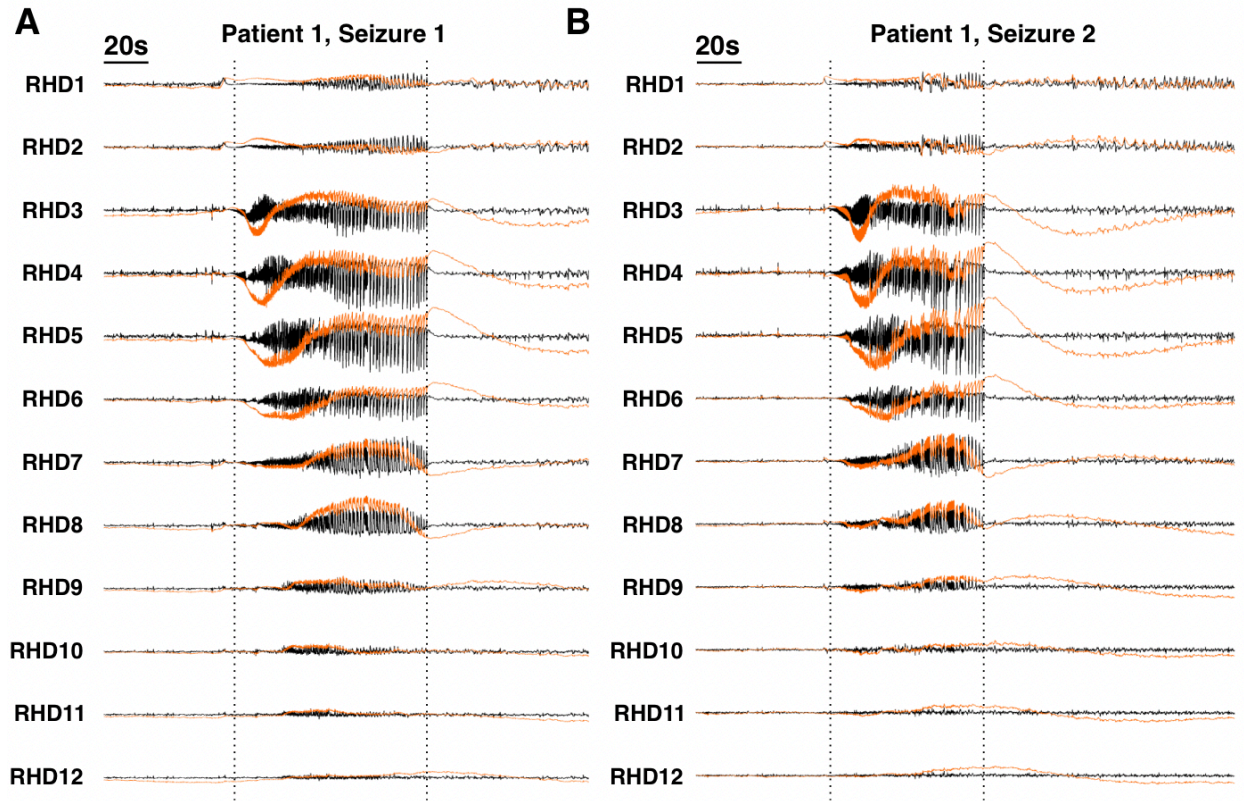 A
Patient 1, Seizure 1
20s
RHD1
RHD2
RHD3
RHD4
RHD5
RHD6
RHD7
RHD8
RHD9
RHD10
RHD11
RHD12
B
Patient 1, Seizure 2
20s
RHD1
RHD2
RHD3
RHD4
RHD5
RHD6
RHD7
RHD8
RHD9
RHD10
RHD11
RHD12